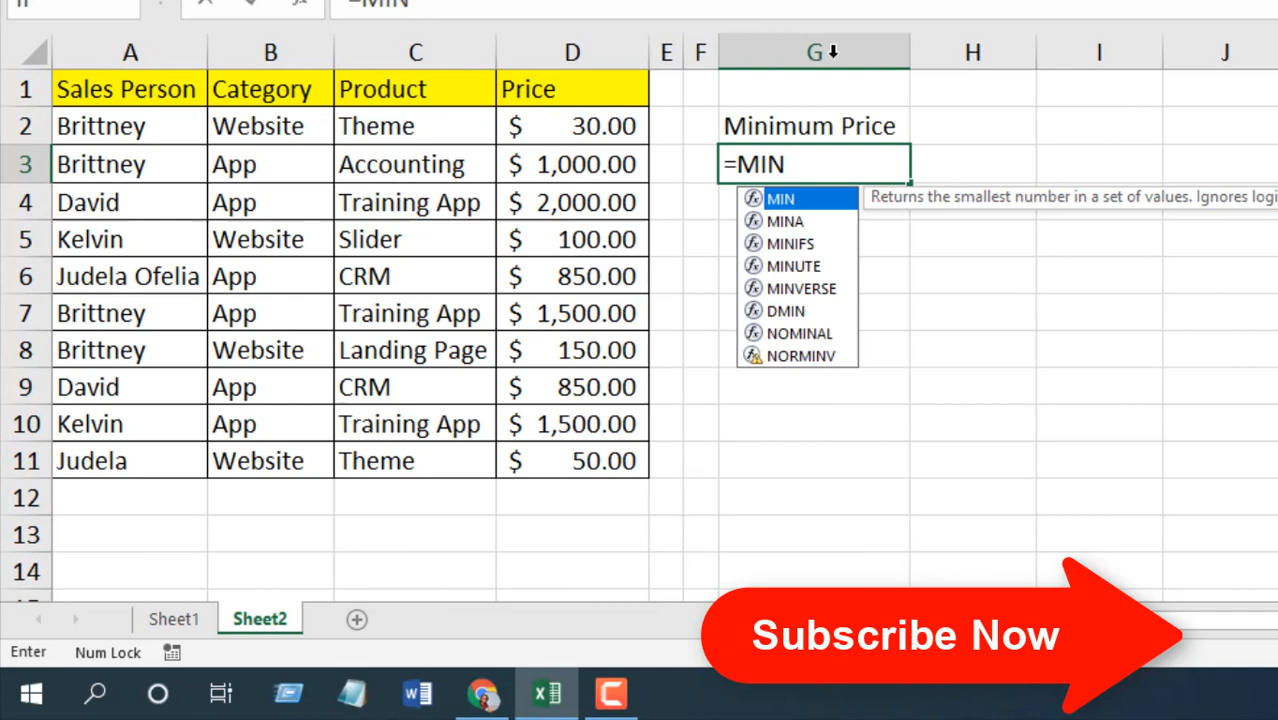 =MIN
A B C D E F G H I J
1 Sales Person Category Product Price
2 Brittney Website Theme $ 30.00 Minimum Price
3 Brittney App Accounting $ 1,000.00 =MIN
MIN Returns the smallest number in a set of values. Ignores logi
4 David App Training App $ 2,000.00
MINA
5 Kelvin Website Slider $ 100.00
MINIFS
6 Judela Ofelia App CRM $ 850.00
MINUTE
MINVERSE
7 Brittney App Training App $ 1,500.00
DMIN
NOMINAL
8 Brittney Website Landing Page $ 150.00
NORMINV
9 David App CRM $ 850.00
10 Kelvin App Training App $ 1,500.00
11 Judela Website Theme $ 50.00
12
13
14
Sheet1 Sheet2
Subscribe Now
Enter Num Lock